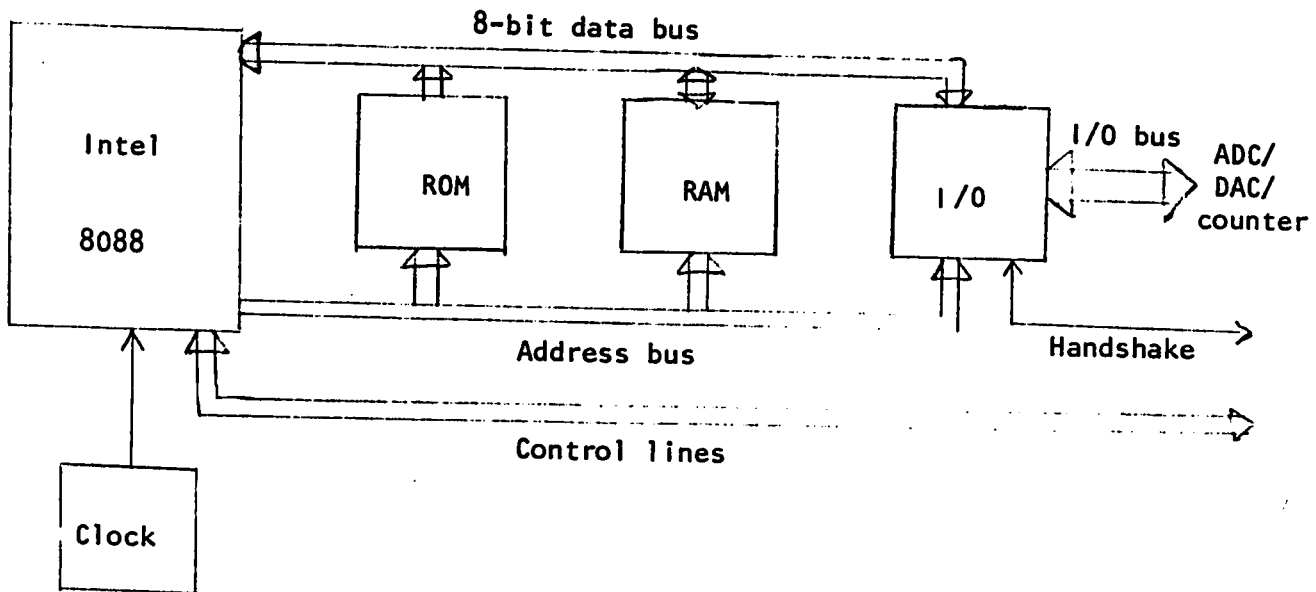 8-bit data bus
Intel
8088
ROM
RAM
I/O
I/O bus
ADC/
DAC/
counter
Address bus
Handshake
Control lines
Clock